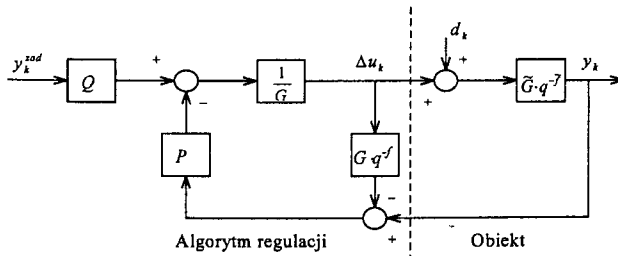 d_k
y_k^{zad}
+
Δu_k
+
y_k
Q
1/G
G̃·q^{-f̃}
−
+
P
G·q^{-f}
−
+
-
Algorytm regulacji
Obiekt